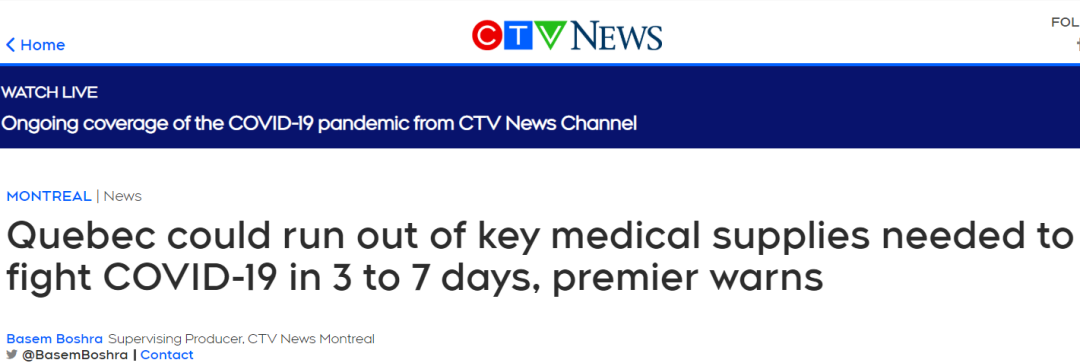 Home
CTV NEWS
FOL
WATCH LIVE
Ongoing coverage of the COVID-19 pandemic from CTV News Channel
MONTREAL | News
Quebec could run out of key medical supplies needed to
fight COVID-19 in 3 to 7 days, premier warns
Basem Boshra Supervising Producer, CTV News Montreal
@BasemBoshra | Contact